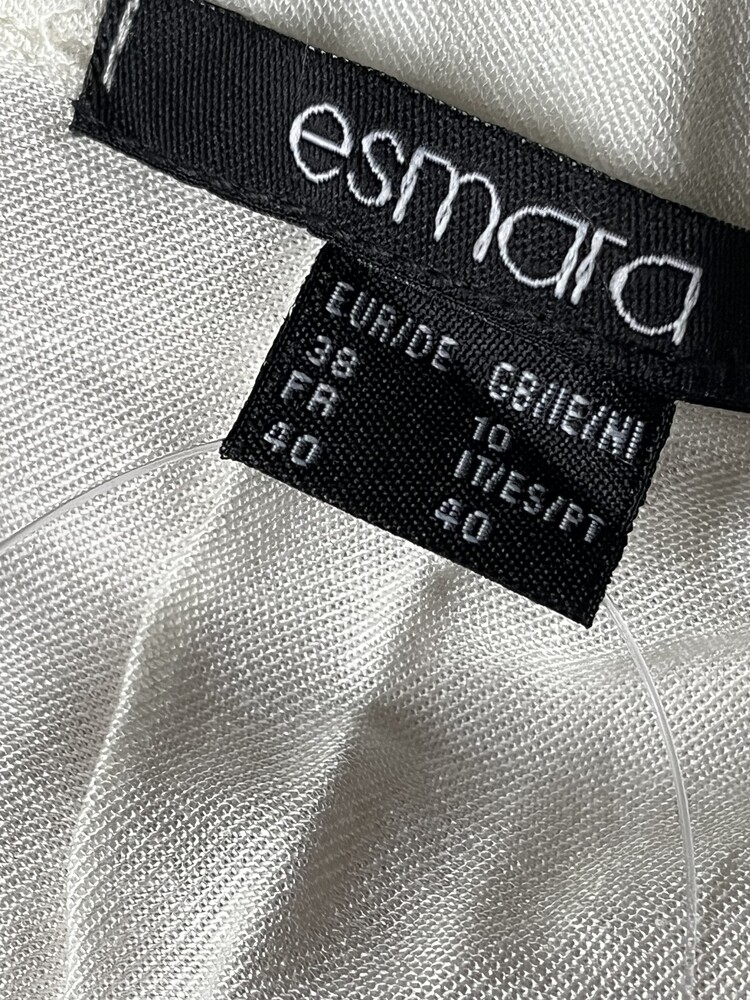 esmara
EUR/DE GB/IE/NI
38 10
FR IT/ES/PT
40 40